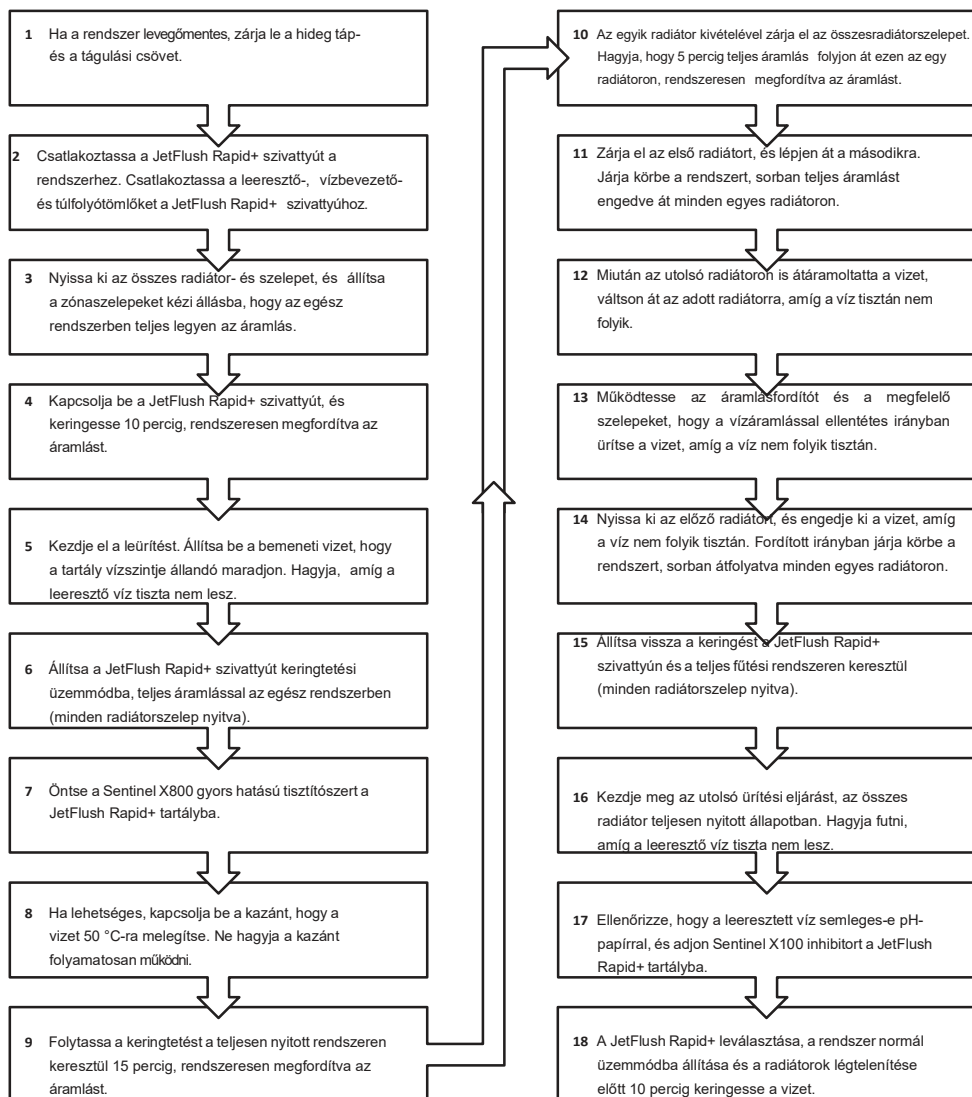 1 Ha a rendszer levegőmentes, zárja le a hideg táp-
és a tágulási csövet.
2 Csatlakoztassa a JetFlush Rapid+ szivattyút a
rendszerhez. Csatlakoztassa a leeresztő-, vízbevezető-
és túlfolyótömlőket a JetFlush Rapid+ szivattyúhoz.
3 Nyissa ki az összes radiátor- és szelepet, és állítsa
a zónaszelepeket kézi állásba, hogy az egész
rendszerben teljes legyen az áramlás.
4 Kapcsolja be a JetFlush Rapid+ szivattyút, és
keringesse 10 percig, rendszeresen megfordítva az
áramlást.
5 Kezdje el a leürítést. Állítsa be a bemeneti vizet, hogy
a tartály vízszintje állandó maradjon. Hagyja, amíg a
leeresztő víz tiszta nem lesz.
6 Állítsa a JetFlush Rapid+ szivattyút keringtetési
üzemmódba, teljes áramlással az egész rendszerben
(minden radiátorszelep nyitva).
7 Öntse a Sentinel X800 gyors hatású tisztítószert a
JetFlush Rapid+ tartályba.
8 Ha lehetséges, kapcsolja be a kazánt, hogy a
vizet 50 °C-ra melegítse. Ne hagyja a kazánt
folyamatosan működni.
9 Folytassa a keringtetést a teljesen nyitott rendszeren
keresztül 15 percig, rendszeresen megfordítva az
áramlást.
10 Az egyik radiátor kivételével zárja el az összesradiátorszelepet.
Hagyja, hogy 5 percig teljes áramlás folyjon át ezen az egy
radiátoron, rendszeresen megfordítva az áramlást.
11 Zárja el az első radiátort, és lépjen át a másodikra.
Járja körbe a rendszert, sorban teljes áramlást
engedve át minden egyes radiátoron.
12 Miután az utolsó radiátoron is átáramoltatta a vizet,
váltson át az adott radiátorra, amíg a víz tisztán nem
folyik.
13 Működtesse az áramlásfordítót és a megfelelő
szelepeket, hogy a vízáramlással ellentétes irányban
ürítse a vizet, amíg a víz nem folyik tisztán.
14 Nyissa ki az előző radiátort, és engedje ki a vizet, amíg
a víz nem folyik tisztán. Fordított irányban járja körbe a
rendszert, sorban átfolyatva minden egyes radiátoron.
15 Állítsa vissza a keringést a JetFlush Rapid+
szivattyún és a teljes fűtési rendszeren keresztül
(minden radiátorszelep nyitva).
16 Kezdje meg az utolsó ürítési eljárást, az összes
radiátor teljesen nyitott állapotban. Hagyja futni,
amíg a leeresztő víz tiszta nem lesz.
17 Ellenőrizze, hogy a leeresztett víz semleges-e pH-
papírral, és adjon Sentinel X100 inhibitort a JetFlush
Rapid+ tartályba.
18 A JetFlush Rapid+ leválasztása, a rendszer normál
üzemmódba állítása és a radiátorok légtelenítése
előtt 10 percig keringesse a vizet.